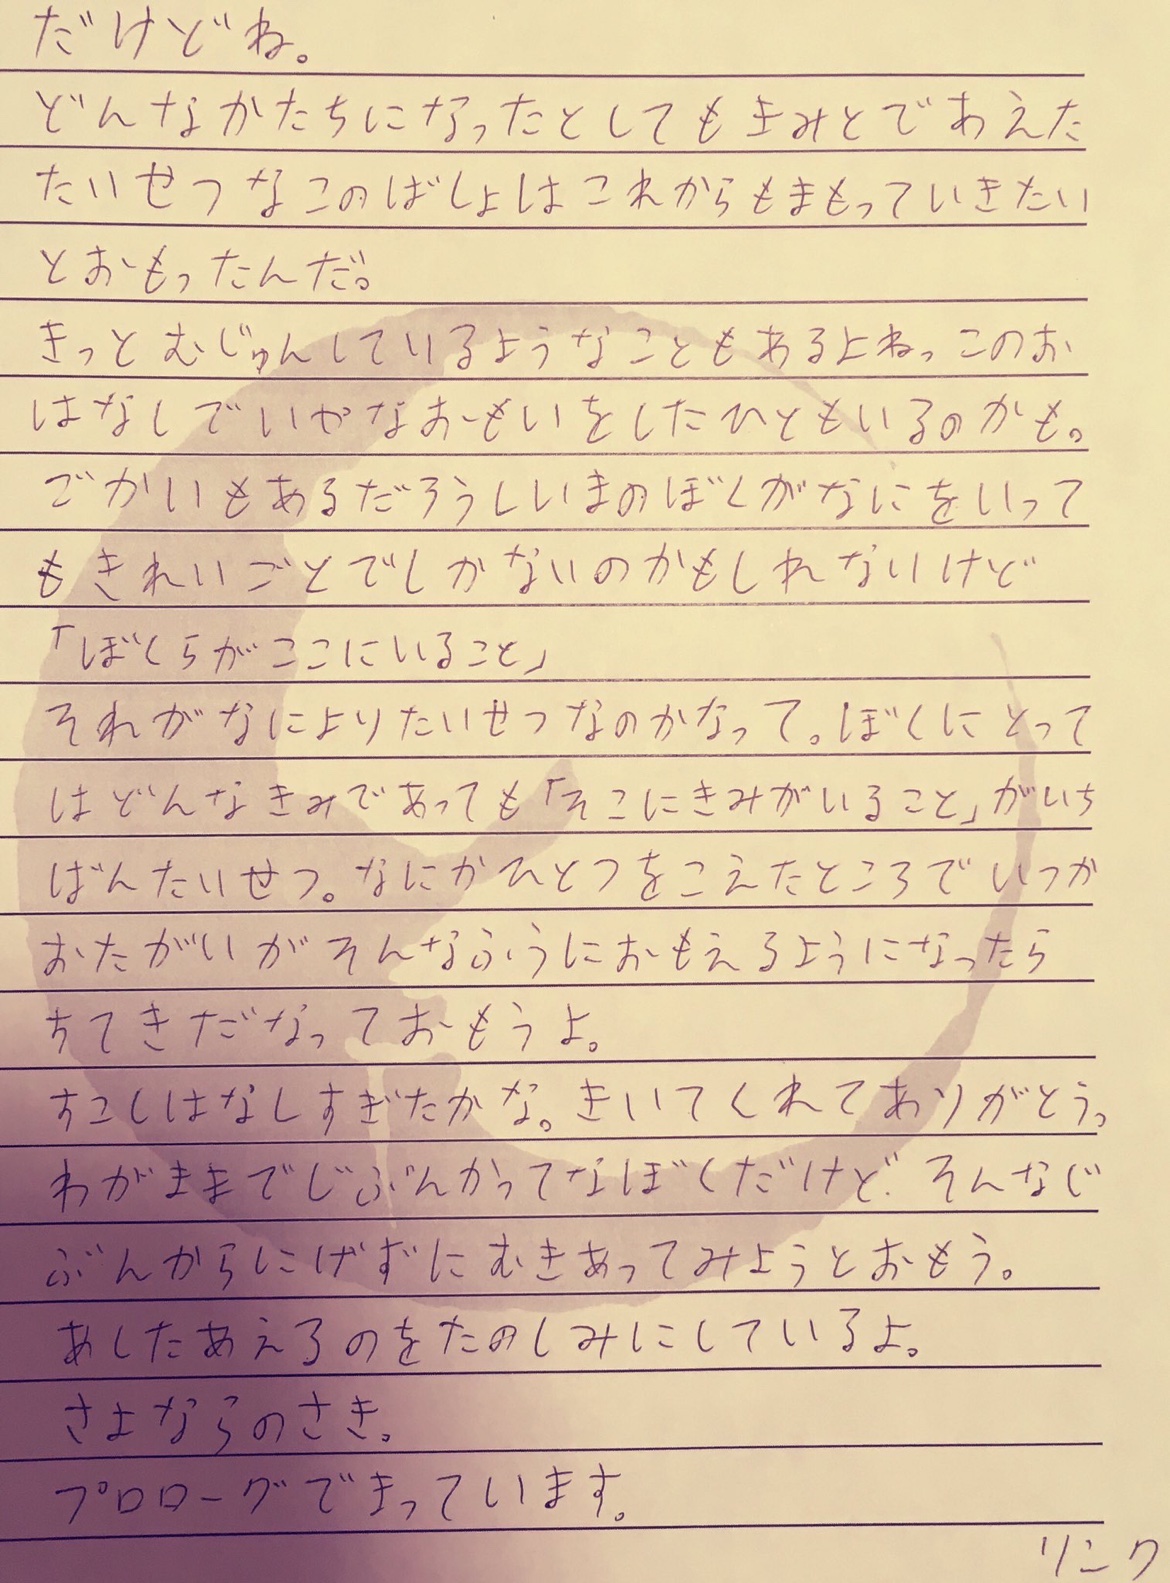 だけどね。
どんなかたちになったとしてもきみとであえた
たいせつなこのばしょはこれからもまもっていきたい
とおもったんだ。
きっとむじゅんしているようなこともあるよね。このお
はなしでいやなおもいをしたひともいるのかも。
ごかいもあるだろうしいまのぼくがなにをいって
もきれいごとでしかないのかもしれないけど
「ぼくらがここにいること」
それがなによりたいせつなのかなって。ぼくにとって
はどんなきみであっても「そこにきみがいること」がいち
ばんたいせつ。なにかひとつをこえたところでいつか
おたがいがそんなふうにおもえるようになったら
すてきだなっておもうよ。
すこしはなしすぎたかな。きいてくれてありがとう。
わがままでじぶんかってなぼくだけど、そんなじ
ぶんからにげずにむきあってみようとおもう。
あしたあえるのをたのしみにしているよ。
さよならのさき。
プロローグでまっています。
リンク